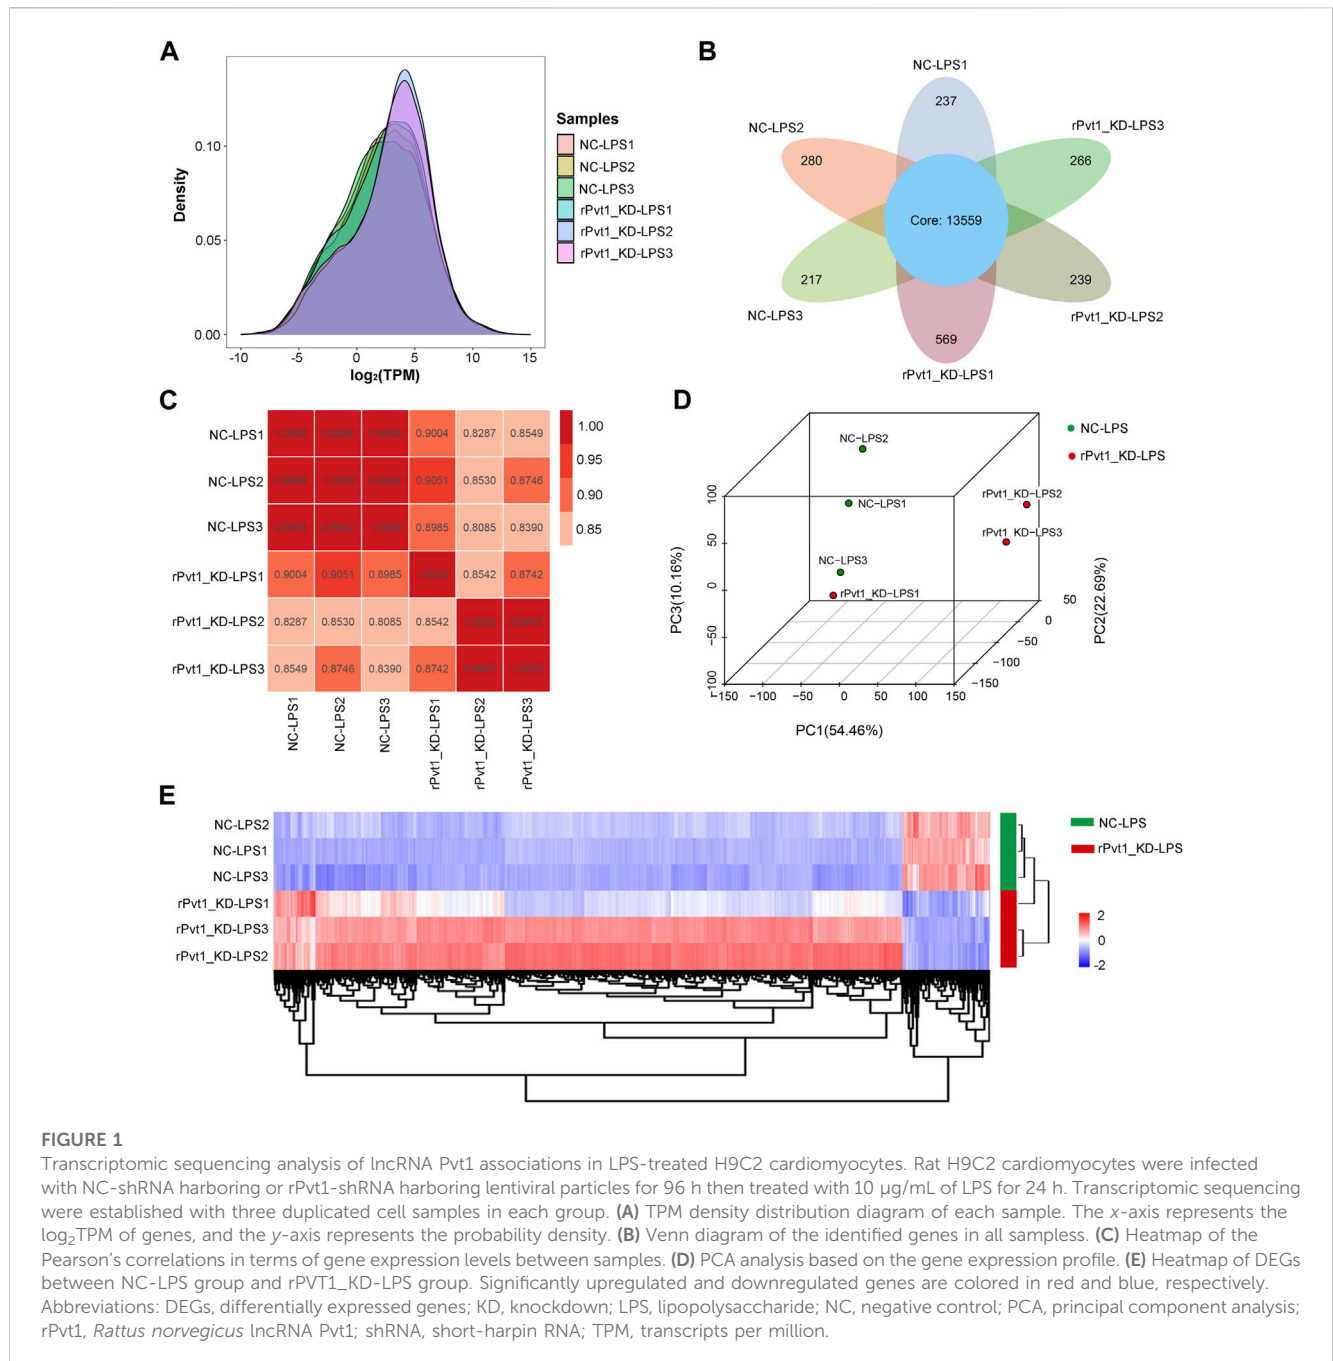 A
Density
0.10
0.05
0.00
-10
-5
0
5
10
15
log2(TPM)
Samples
NC-LPS1
NC-LPS2
NC-LPS3
rPvt1_KD-LPS1
rPvt1_KD-LPS2
rPvt1_KD-LPS3
B
NC-LPS1
237
NC-LPS2
280
rPvt1_KD-LPS3
266
Core: 13559
217
NC-LPS3
239
rPvt1_KD-LPS2
569
rPvt1_KD-LPS1
C
NC-LPS1 0.9004 0.8287 0.8549
NC-LPS2 0.9051 0.8530 0.8746
NC-LPS3 0.8985 0.8085 0.8390
rPvt1_KD-LPS1 0.9004 0.9051 0.8985 0.8542 0.8742
rPvt1_KD-LPS2 0.8287 0.8530 0.8085 0.8542
rPvt1_KD-LPS3 0.8549 0.8746 0.8390 0.8742
NC-LPS1
NC-LPS2
NC-LPS3
rPvt1_KD-LPS1
rPvt1_KD-LPS2
rPvt1_KD-LPS3
1.00
0.95
0.90
0.85
D
NC-LPS
rPvt1_KD-LPS
NC−LPS2
NC−LPS1
NC−LPS3
rPvt1_KD−LPS1
rPvt1_KD−LPS2
rPvt1_KD−LPS3
PC3(10.16%)
100
50
0
−50
−100
−150
−100
−50
0
50
100
150
PC1(54.46%)
50
0
−50
−100
−150
PC2(22.69%)
E
NC-LPS2
NC-LPS1
NC-LPS3
rPvt1_KD-LPS1
rPvt1_KD-LPS3
rPvt1_KD-LPS2
NC-LPS
rPvt1_KD-LPS
2
0
-2
FIGURE 1
Transcriptomic sequencing analysis of lncRNA Pvt1 associations in LPS-treated H9C2 cardiomyocytes. Rat H9C2 cardiomyocytes were infected
with NC-shRNA harboring or rPvt1-shRNA harboring lentiviral particles for 96 h then treated with 10 µg/mL of LPS for 24 h. Transcriptomic sequencing
were established with three duplicated cell samples in each group. (A) TPM density distribution diagram of each sample. The x-axis represents the
log2TPM of genes, and the y-axis represents the probability density. (B) Venn diagram of the identified genes in all sampless. (C) Heatmap of the
Pearson's correlations in terms of gene expression levels between samples. (D) PCA analysis based on the gene expression profile. (E) Heatmap of DEGs
between NC-LPS group and rPVT1_KD-LPS group. Significantly upregulated and downregulated genes are colored in red and blue, respectively.
Abbreviations: DEGs, differentially expressed genes; KD, knockdown; LPS, lipopolysaccharide; NC, negative control; PCA, principal component analysis;
rPvt1, Rattus norvegicus lncRNA Pvt1; shRNA, short-harpin RNA; TPM, transcripts per million.